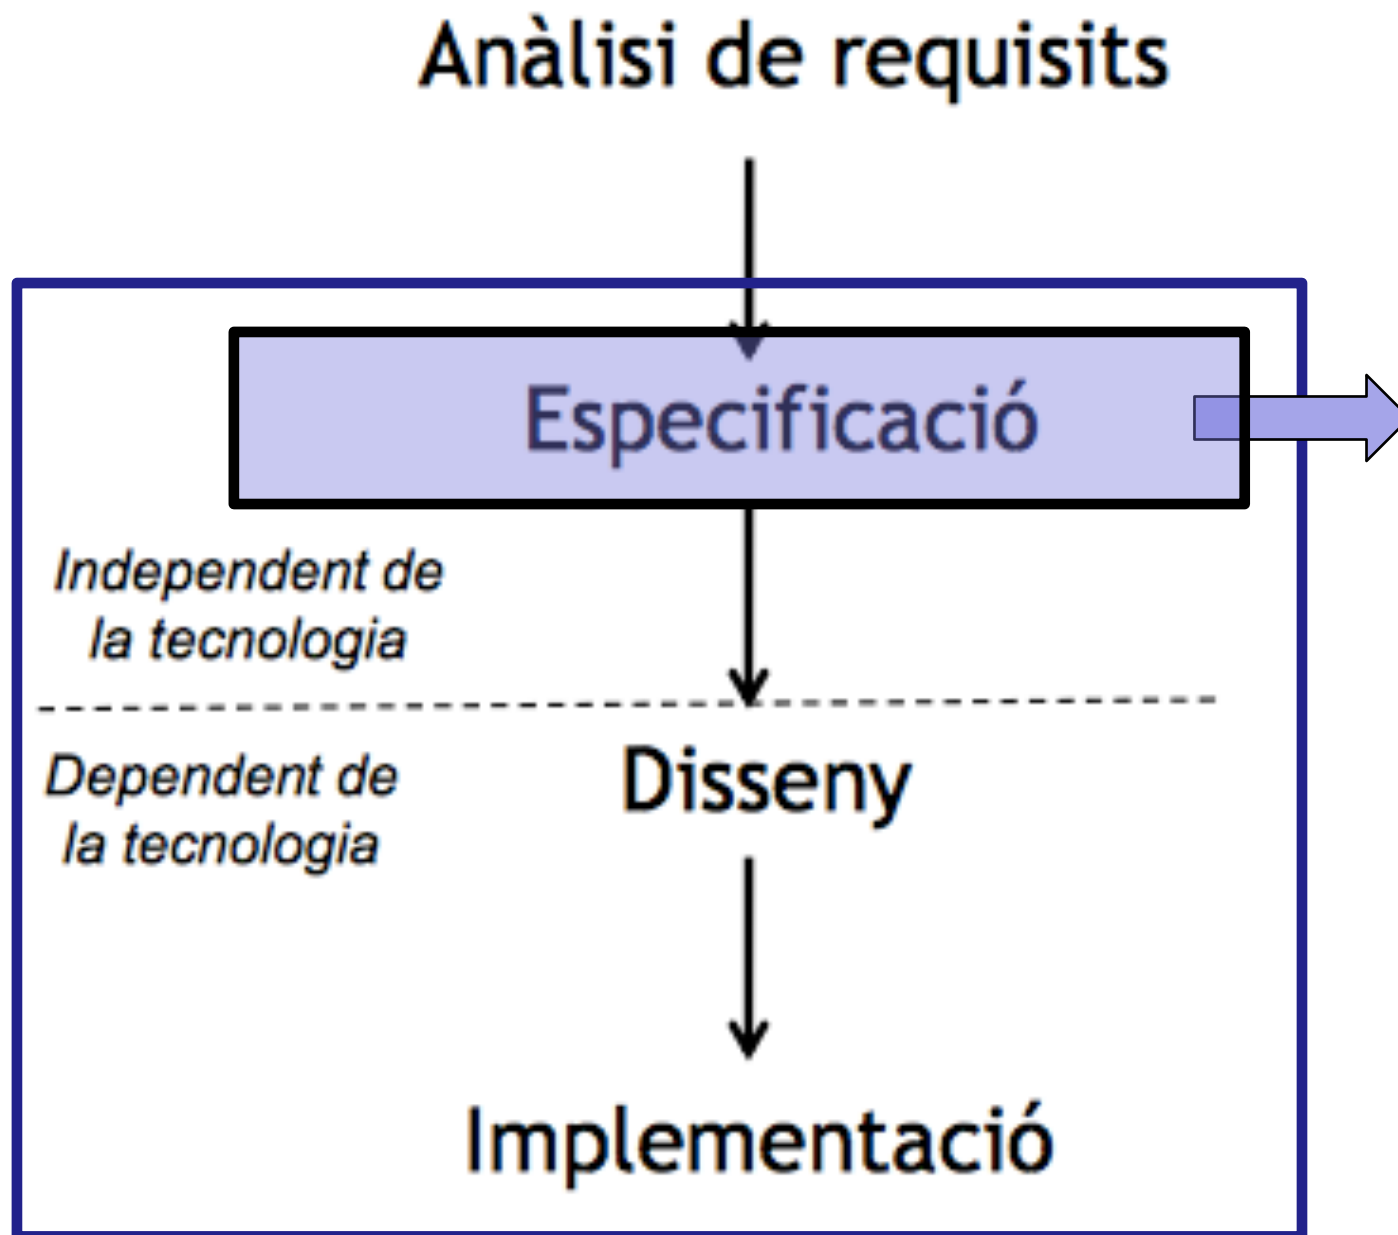 Anàlisi de requisits
Especificació
Independent de
la tecnologia
Dependent de
la tecnologia
Disseny
Implementació